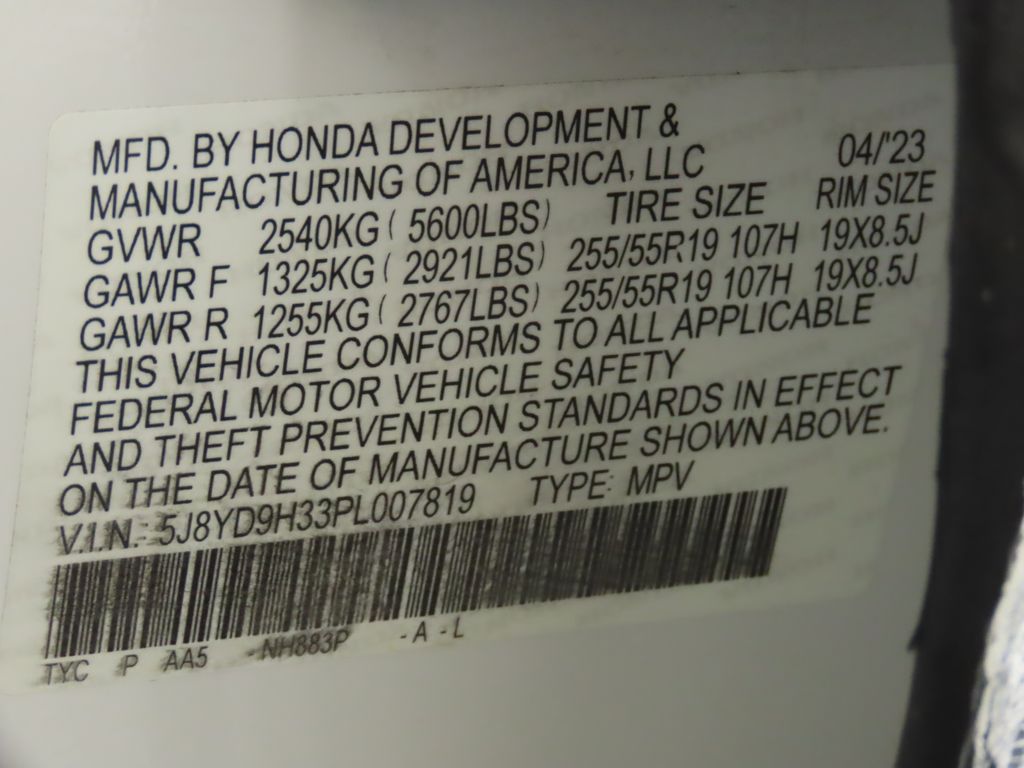 MFD. BY HONDA DEVELOPMENT &
MANUFACTURING OF AMERICA, LLC 04/'23
GVWR 2540KG ( 5600LBS) TIRE SIZE RIM SIZE
GAWR F 1325KG ( 2921LBS) 255/55R19 107H 19X8.5J
GAWR R 1255KG ( 2767LBS) 255/55R19 107H 19X8.5J
THIS VEHICLE CONFORMS TO ALL APPLICABLE
FEDERAL MOTOR VEHICLE SAFETY
AND THEFT PREVENTION STANDARDS IN EFFECT
ON THE DATE OF MANUFACTURE SHOWN ABOVE.
V.I.N.: 5J8YD9H33PL007819 TYPE: MPV
TYC P AA5 -NH883P -A -L